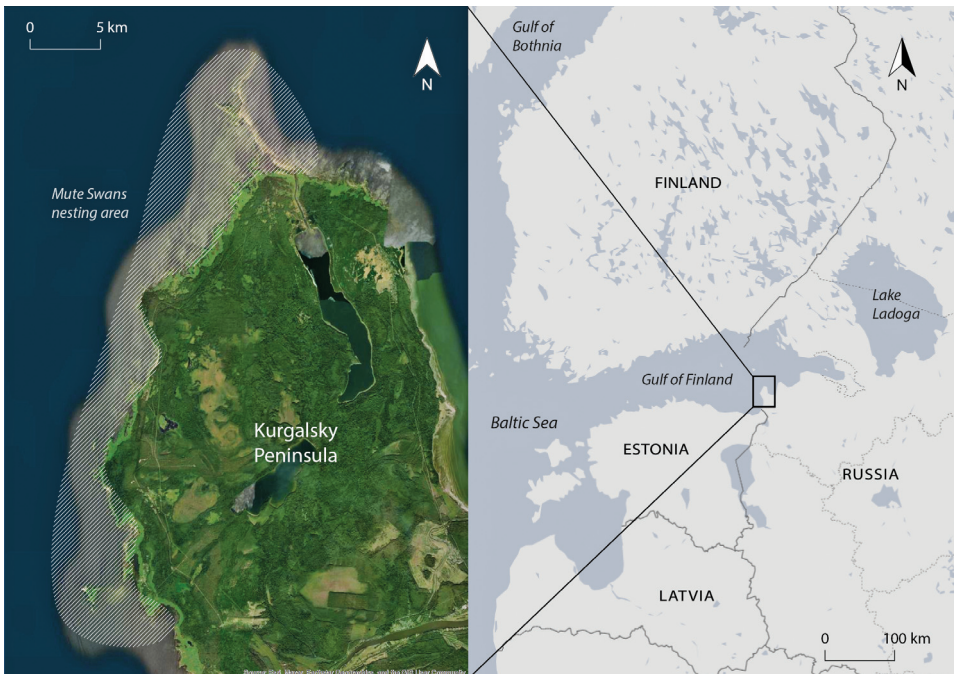 0 5 km
N
Mute Swans
nesting area
Kurgalsky
Peninsula
Gulf of
Bothnia
N
FINLAND
Lake
Ladoga
Gulf of Finland
Baltic Sea
ESTONIA
RUSSIA
LATVIA
0 100 km